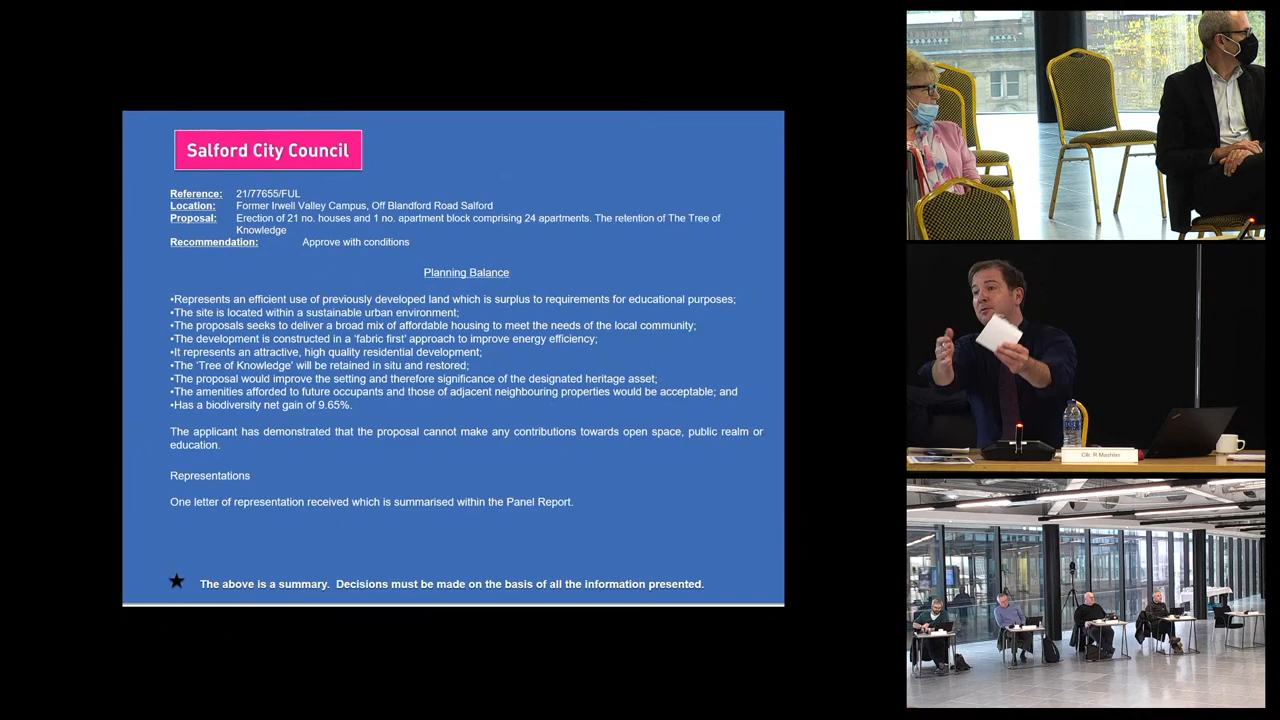 Salford City Council
Reference: 21/77655/FUL
Location: Former Irwell Valley Campus, Off Blandford Road Salford
Proposal: Erection of 21 no. houses and 1 no. apartment block comprising 24 apartments. The retention of The Tree of
Knowledge
Recommendation: Approve with conditions
Planning Balance
•Represents an efficient use of previously developed land which is surplus to requirements for educational purposes;
•The site is located within a sustainable urban environment;
•The proposals seeks to deliver a broad mix of affordable housing to meet the needs of the local community;
•The development is constructed in a 'fabric first' approach to improve energy efficiency;
•It represents an attractive, high quality residential development;
•The 'Tree of Knowledge' will be retained in situ and restored;
•The proposal would improve the setting and therefore significance of the designated heritage asset;
•The amenities afforded to future occupants and those of adjacent neighbouring properties would be acceptable; and
•Has a biodiversity net gain of 9.65%.
The applicant has demonstrated that the proposal cannot make any contributions towards open space, public realm or
education.
Representations
One letter of representation received which is summarised within the Panel Report.
The above is a summary. Decisions must be made on the basis of all the information presented.
Cllr. R Mashiter